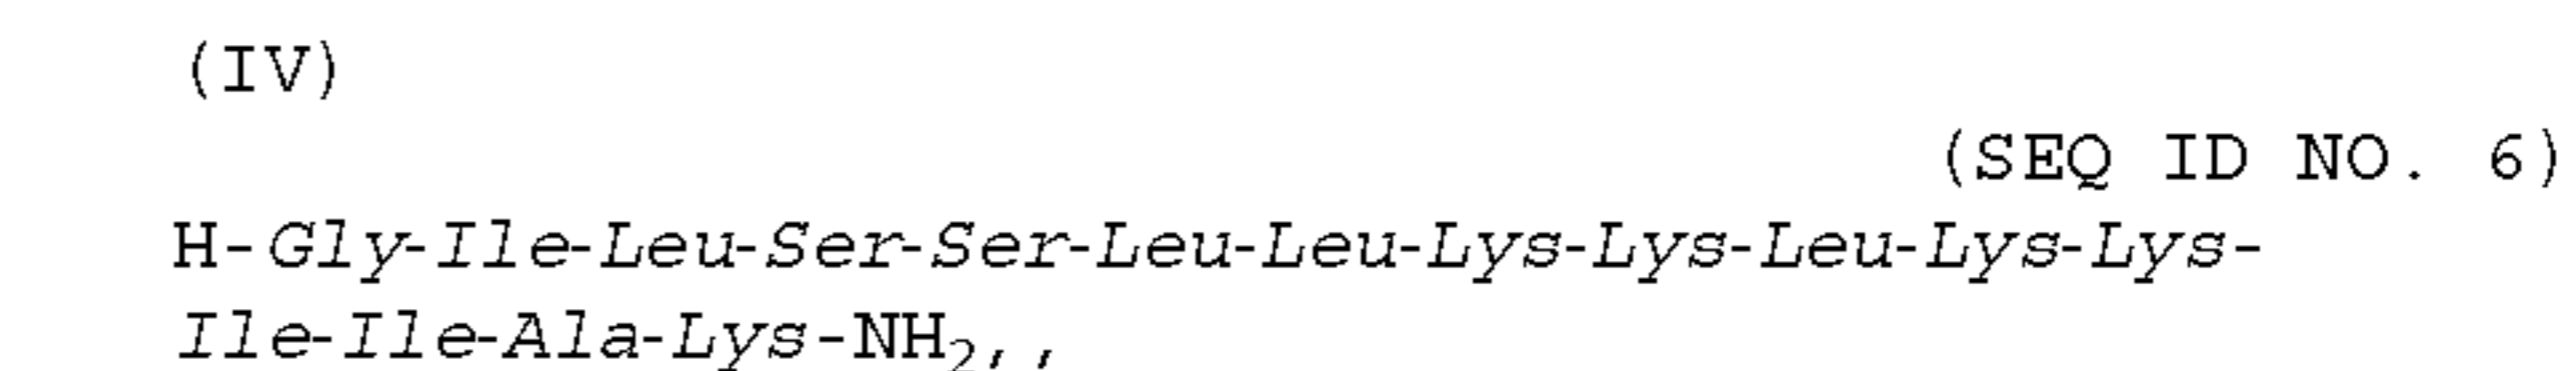 (IV)
(SEQ ID NO. 6)
H-Gly-Ile-Leu-Ser-Ser-Leu-Leu-Lys-Lys-Leu-Lys-Lys-
Ile-Ile-Ala-Lys-NH₂,,